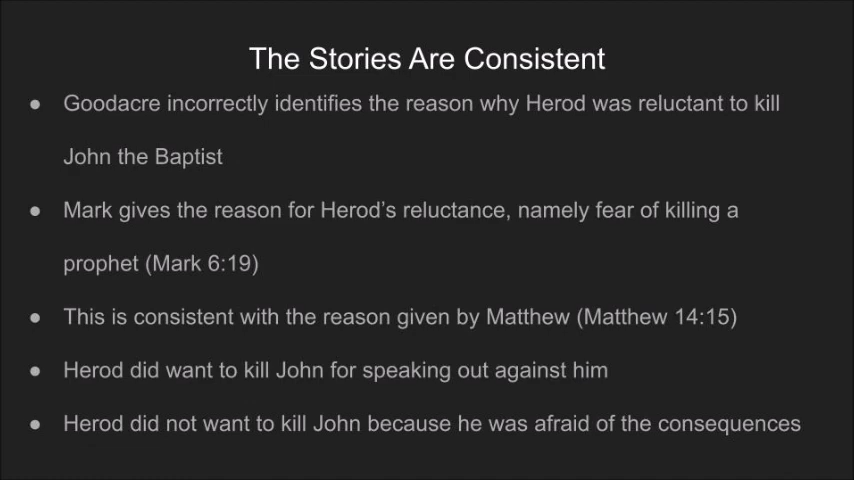 The Stories Are Consistent
● Goodacre incorrectly identifies the reason why Herod was reluctant to kill
John the Baptist
● Mark gives the reason for Herod’s reluctance, namely fear of killing a
prophet (Mark 6:19)
● This is consistent with the reason given by Matthew (Matthew 14:15)
● Herod did want to kill John for speaking out against him
● Herod did not want to kill John because he was afraid of the consequences